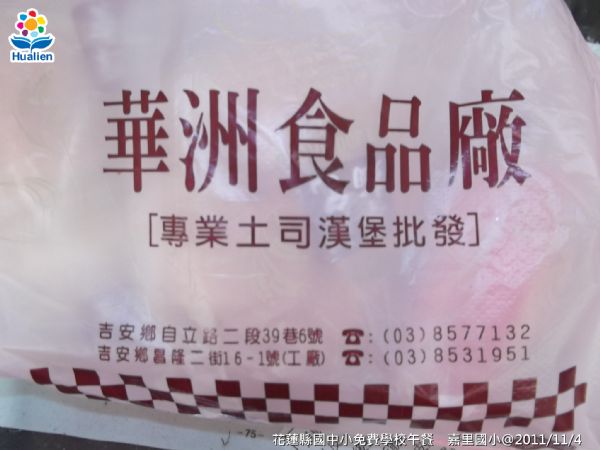 Hualien
華洲食品廠
[專業土司漢堡批發]
吉安鄉自立路二段39巷6號 ☎:(03)8577132
吉安鄉昌隆二街16-1號(工廠) ☎:(03)8531951
-75-
花蓮縣國中小免費學校午餐 嘉里國小@2011/11/4